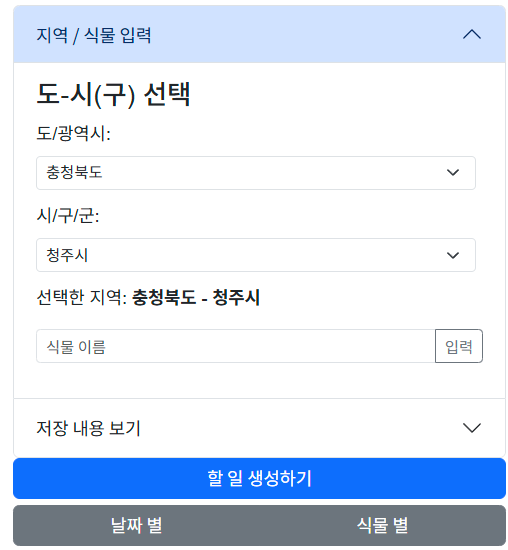 지역 / 식물 입력
도-시(구) 선택
도/광역시:
충청북도
시/구/군:
청주시
선택한 지역: 충청북도 - 청주시
식물 이름 입력
저장 내용 보기
할 일 생성하기
날짜 별 식물 별